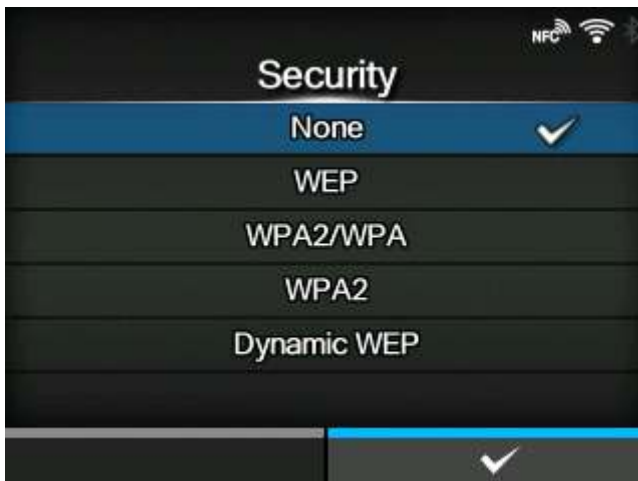 NFC
Security
None
WEP
WPA2/WPA
WPA2
Dynamic WEP